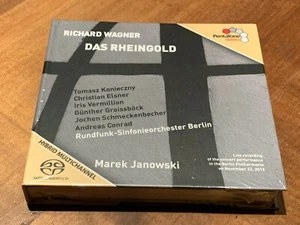 PentaTone
RICHARD WAGNER
DAS RHEINGOLD
Tomasz Konieczny
Christian Elsner
Iris Vermillion
Günther Groissböck
Jochen Schmeckenbecher
Andreas Conrad
Rundfunk-Sinfonieorchester Berlin
Marek Janowski
Live recording
of the concert performance
in the Berlin Philharmonie
on November 22, 2012
HYBRID MULTICHANNEL